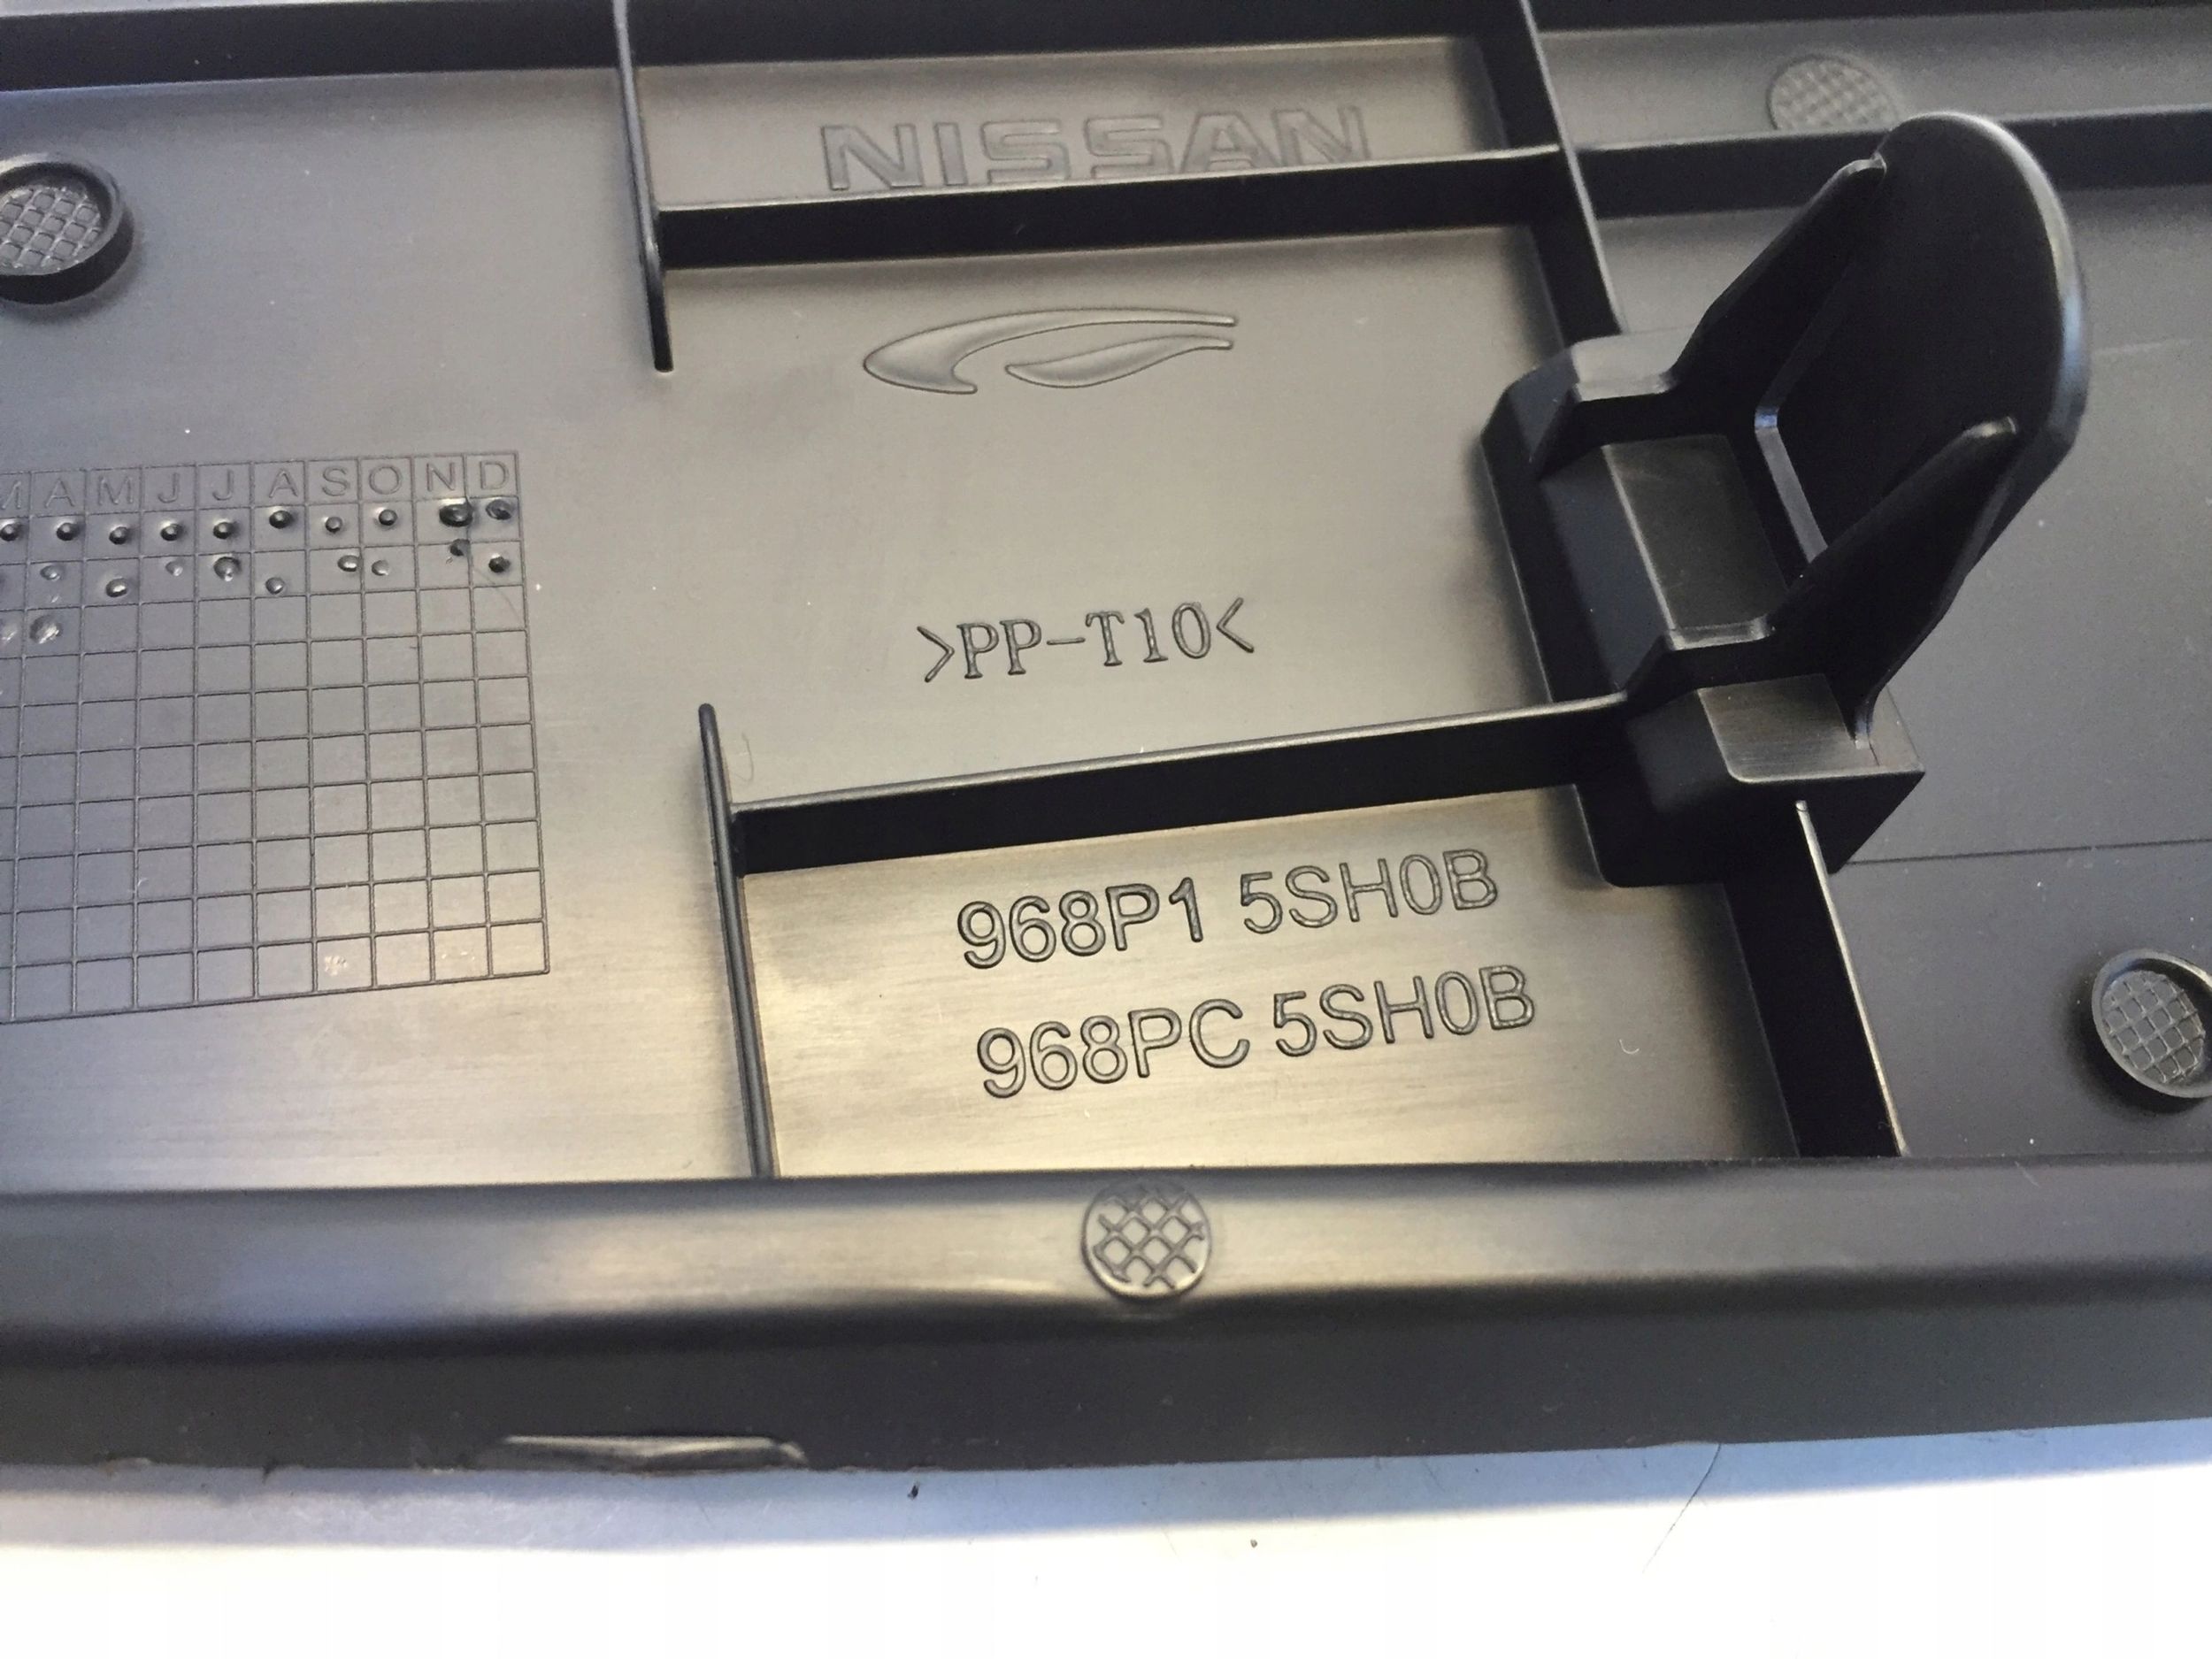 NISSAN
M A M J J A S O N D
>PP-T10<
968P1 5SH0B
968PC 5SH0B